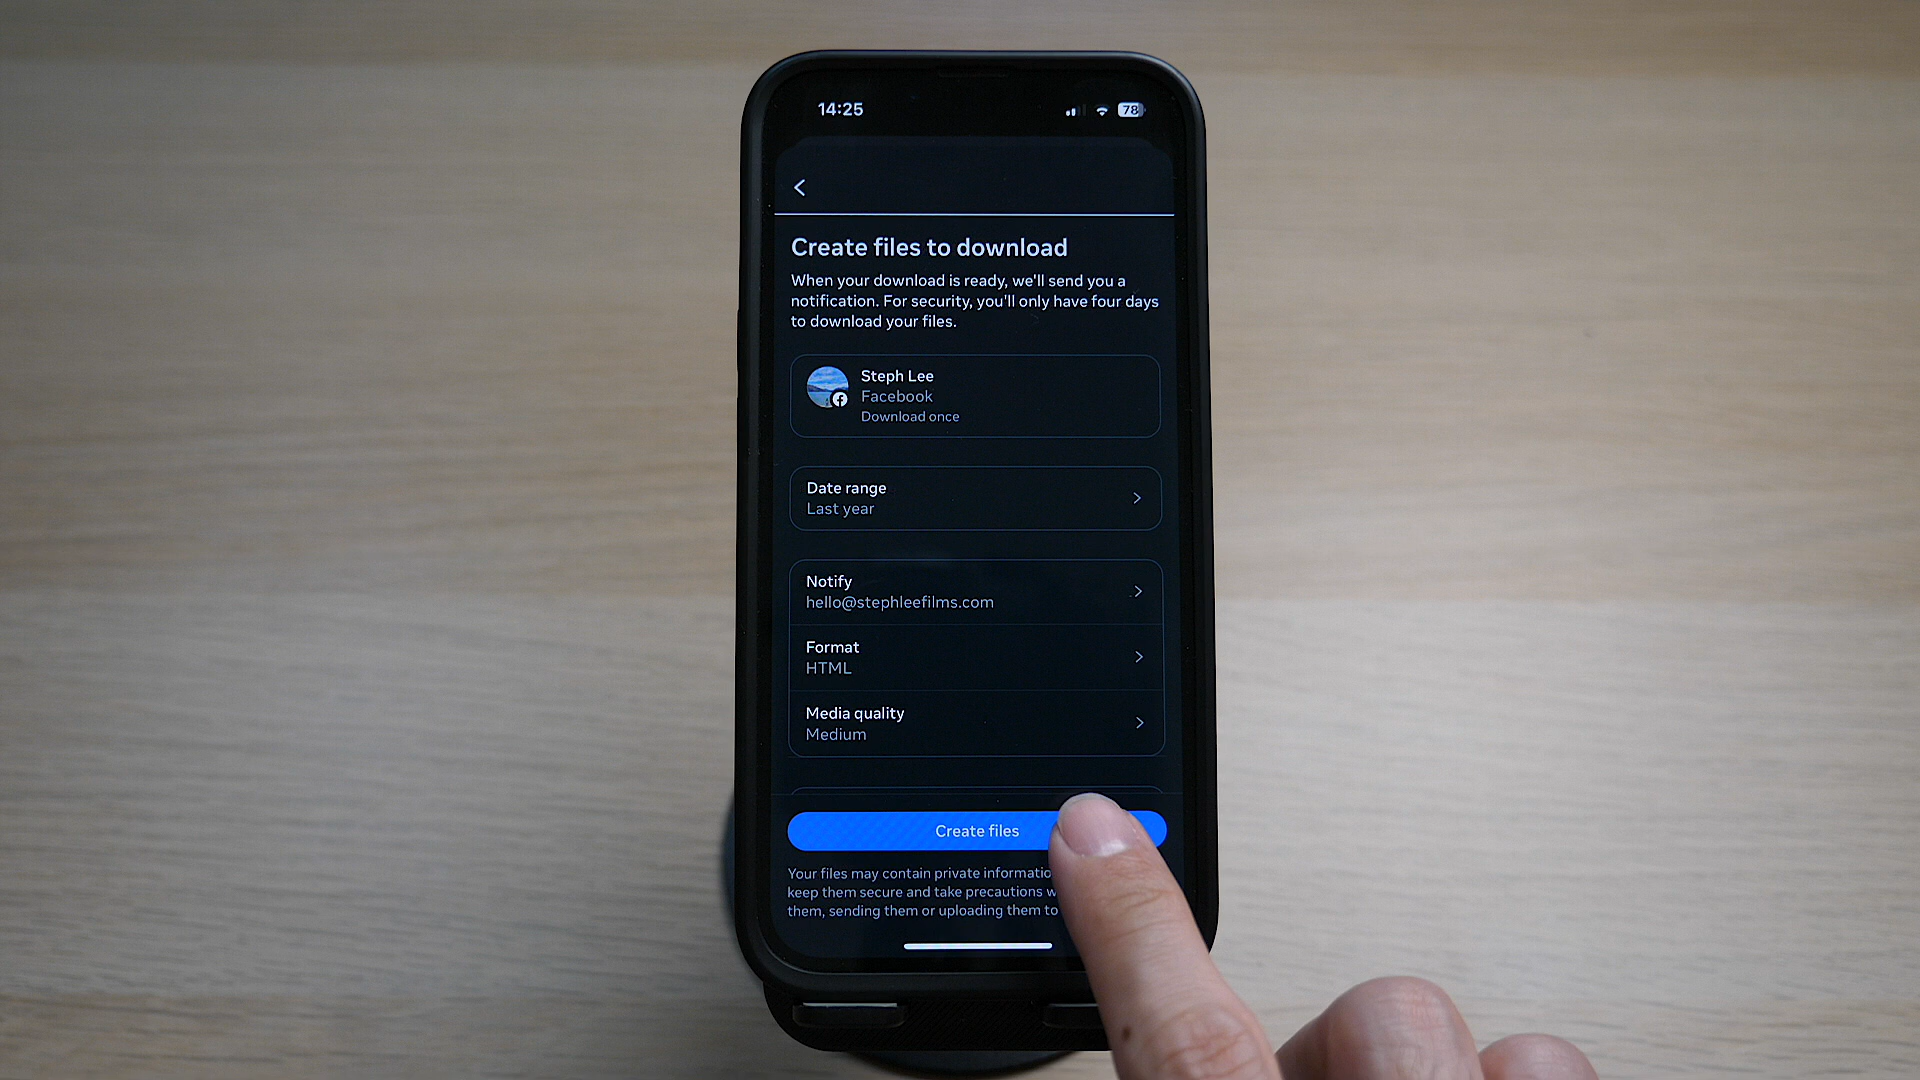 14:25
78
Create files to download
When your download is ready, we'll send you a
notification. For security, you'll only have four days
to download your files.
Steph Lee
Facebook
Download once
Date range
Last year
Notify
hello@stephleefilms.com
Format
HTML
Media quality
Medium
Create files
Your files may contain private
keep them secure and take precautions
them, sending them or uploading them to